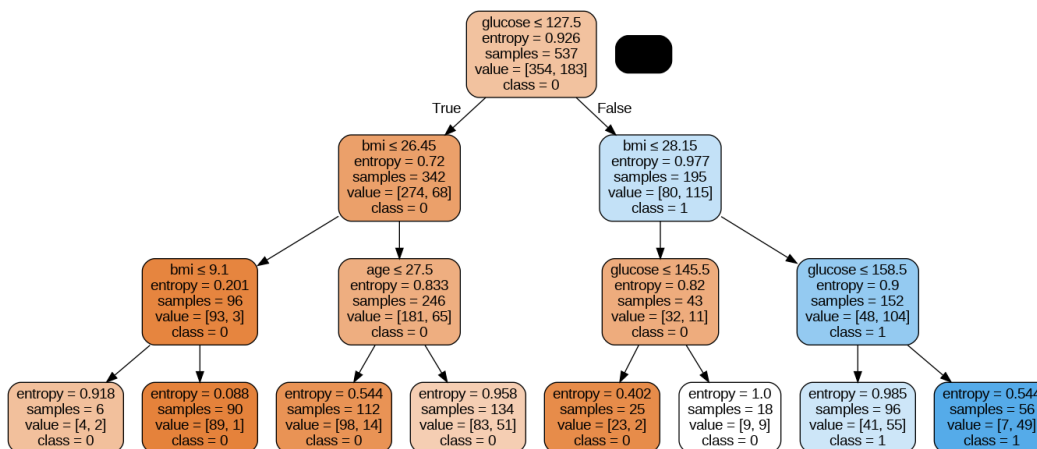 glucose ≤ 127.5
entropy = 0.926
samples = 537
value = [354, 183]
class = 0
True
False
bmi ≤ 26.45
entropy = 0.72
samples = 342
value = [274, 68]
class = 0
bmi ≤ 28.15
entropy = 0.977
samples = 195
value = [80, 115]
class = 1
bmi ≤ 9.1
entropy = 0.201
samples = 96
value = [93, 3]
class = 0
age ≤ 27.5
entropy = 0.833
samples = 246
value = [181, 65]
class = 0
glucose ≤ 145.5
entropy = 0.82
samples = 43
value = [32, 11]
class = 0
glucose ≤ 158.5
entropy = 0.9
samples = 152
value = [48, 104]
class = 1
entropy = 0.918
samples = 6
value = [4, 2]
class = 0
entropy = 0.088
samples = 90
value = [89, 1]
class = 0
entropy = 0.544
samples = 112
value = [98, 14]
class = 0
entropy = 0.958
samples = 134
value = [83, 51]
class = 0
entropy = 0.402
samples = 25
value = [23, 2]
class = 0
entropy = 1.0
samples = 18
value = [9, 9]
class = 0
entropy = 0.985
samples = 96
value = [41, 55]
class = 1
entropy = 0.544
samples = 56
value = [7, 49]
class = 1